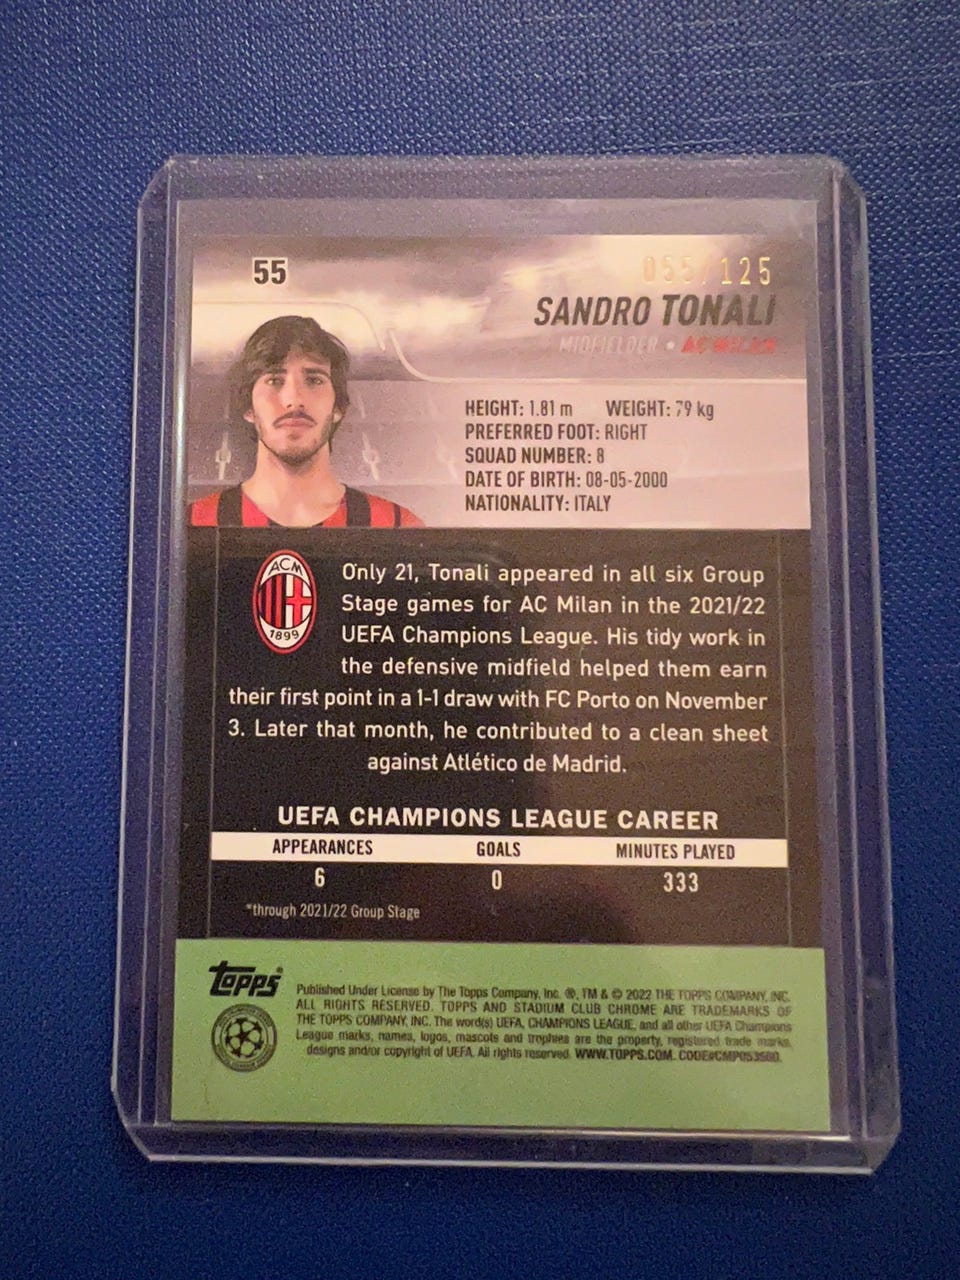 55
055/125
SANDRO TONALI
MIDFIELDER • AC MILAN
HEIGHT: 1.81 m WEIGHT: 79 kg
PREFERRED FOOT: RIGHT
SQUAD NUMBER: 8
DATE OF BIRTH: 08-05-2000
NATIONALITY: ITALY
ACM
1899
Only 21, Tonali appeared in all six Group
Stage games for AC Milan in the 2021/22
UEFA Champions League. His tidy work in
the defensive midfield helped them earn
their first point in a 1-1 draw with FC Porto on November
3. Later that month, he contributed to a clean sheet
against Atlético de Madrid.
UEFA CHAMPIONS LEAGUE CAREER
APPEARANCES GOALS MINUTES PLAYED
6 0 333
*through 2021/22 Group Stage
topps®
Published Under License by The Topps Company, Inc. ®, TM & © 2022 THE TOPPS COMPANY, INC.
ALL RIGHTS RESERVED. TOPPS AND STADIUM CLUB CHROME ARE TRADEMARKS OF
THE TOPPS COMPANY, INC. The word(s) UEFA, CHAMPIONS LEAGUE, and all other UEFA Champions
League marks, names, logos, mascots and trophies are the property, registered trade marks,
designs and/or copyright of UEFA. All rights reserved. WWW.TOPPS.COM.